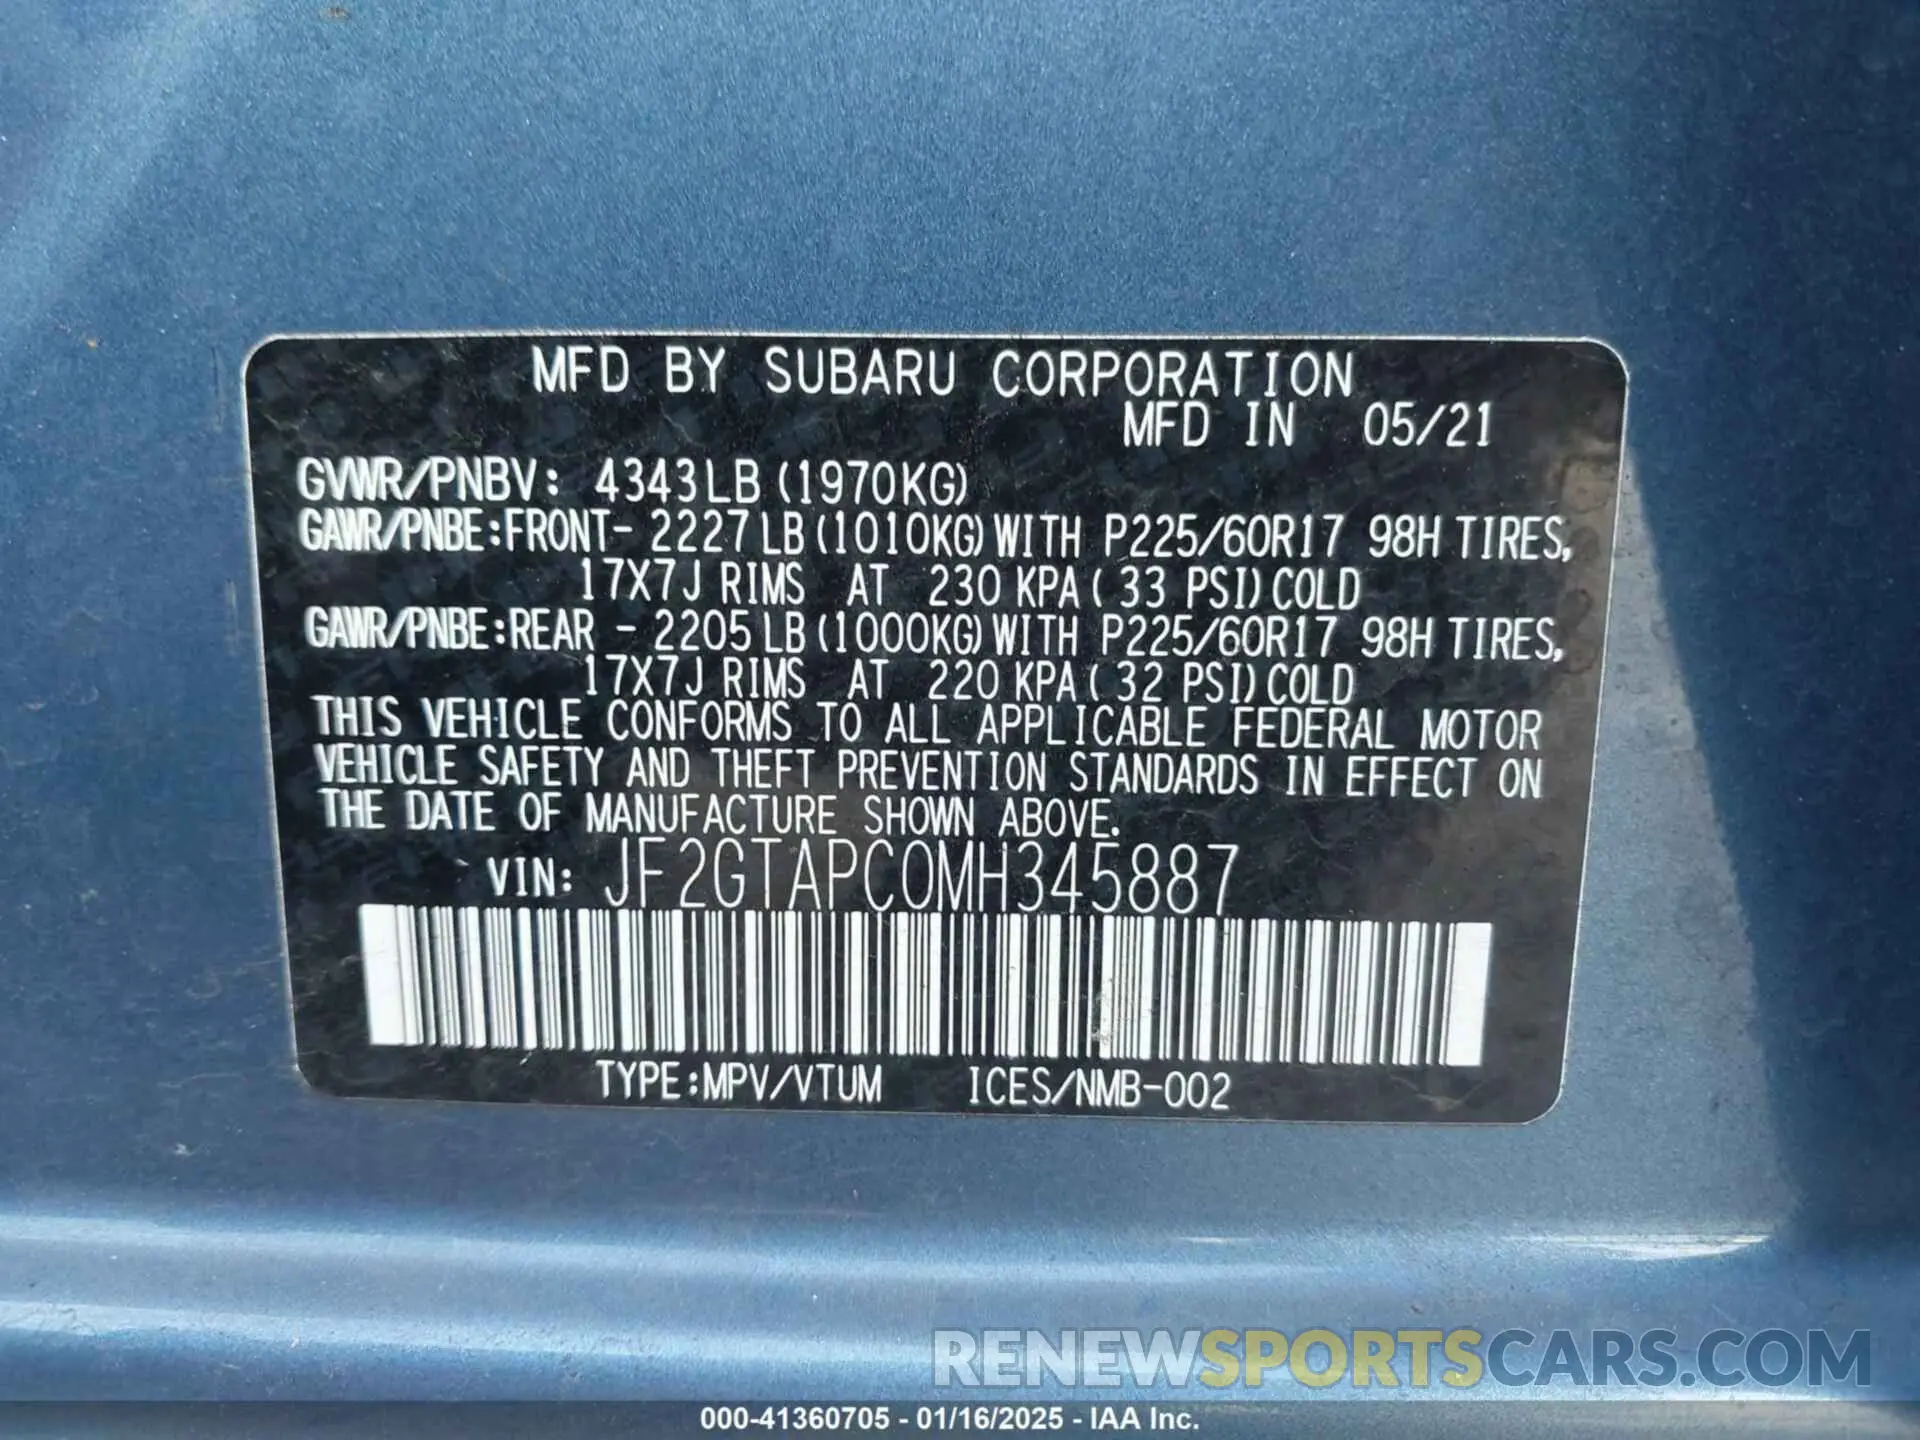 MFD BY SUBARU CORPORATION
MFD IN 05/21
GVWR/PNBV: 4343LB (1970KG)
GAWR/PNBE:FRONT- 2227LB (1010KG) WITH P225/60R17 98H TIRES,
17X7J RIMS AT 230 KPA ( 33 PSI) COLD
GAWR/PNBE:REAR - 2205LB (1000KG) WITH P225/60R17 98H TIRES,
17X7J RIMS AT 220 KPA ( 32 PSI) COLD
THIS VEHICLE CONFORMS TO ALL APPLICABLE FEDERAL MOTOR
VEHICLE SAFETY AND THEFT PREVENTION STANDARDS IN EFFECT ON
THE DATE OF MANUFACTURE SHOWN ABOVE.
VIN: JF2GTAPC0MH345887
TYPE:MPV/VTUM ICES/NMB-002
RENEWSPORTSCARS.COM
000-41360705 - 01/16/2025 - IAA Inc.